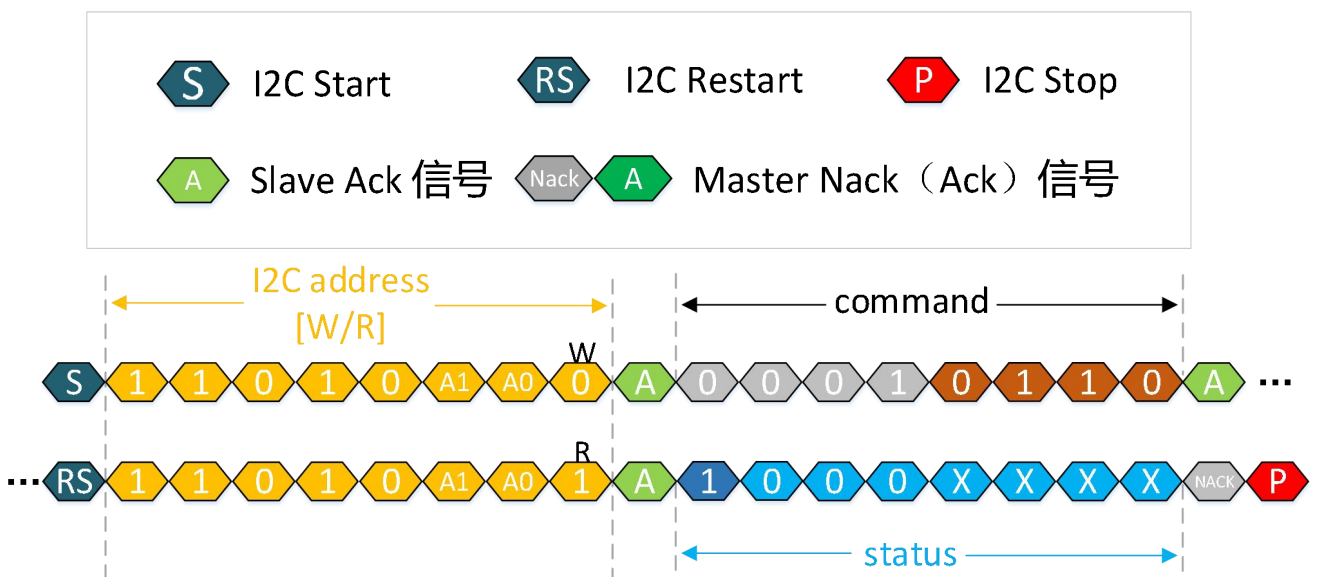 S I2C Start RS I2C Restart P I2C Stop
A Slave Ack 信号 Nack A Master Nack（Ack）信号
I2C address
[W/R]
command
W
S 1 1 0 1 0 A1 A0 0 A 0 0 0 1 0 1 1 0 A ...
R
... RS 1 1 0 1 0 A1 A0 1 A 1 0 0 0 X X X X NACK P
status